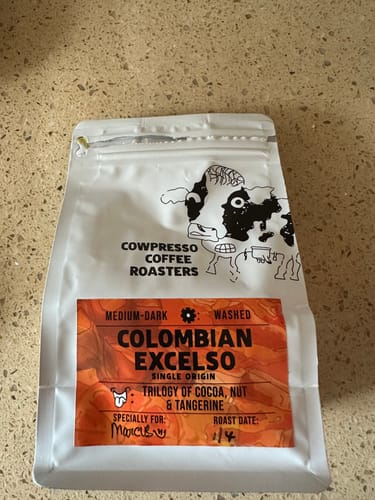 COWPRESSO
COFFEE
ROASTERS
MEDIUM-DARK : WASHED
COLOMBIAN
EXCELSO
SINGLE ORIGIN
: TRILOGY OF COCOA, NUT
& TANGERINE
SPECIALLY FOR: ROAST DATE:
Marcus 1/4